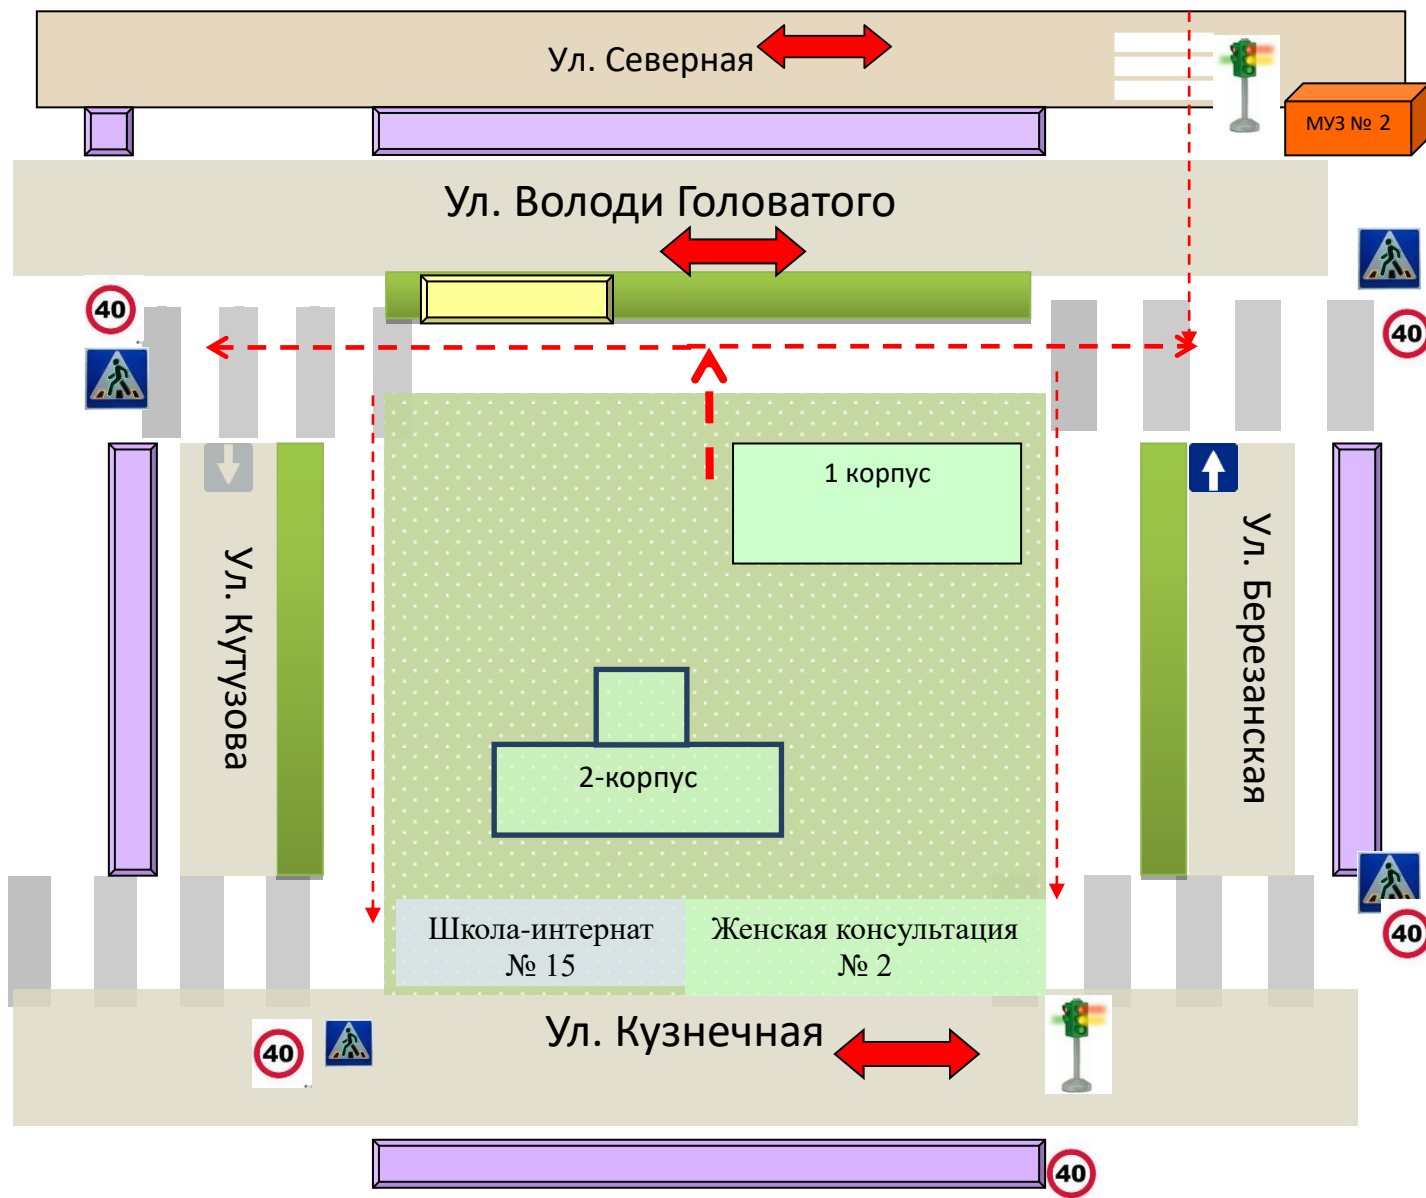 Ул. Северная
МУЗ № 2
Ул. Володи Головатого
40
40
1 корпус
Ул. Кутузова
Ул. Березанская
2-корпус
Школа-интернат
№ 15
Женская консультация
№ 2
40
Ул. Кузнечная
40
40